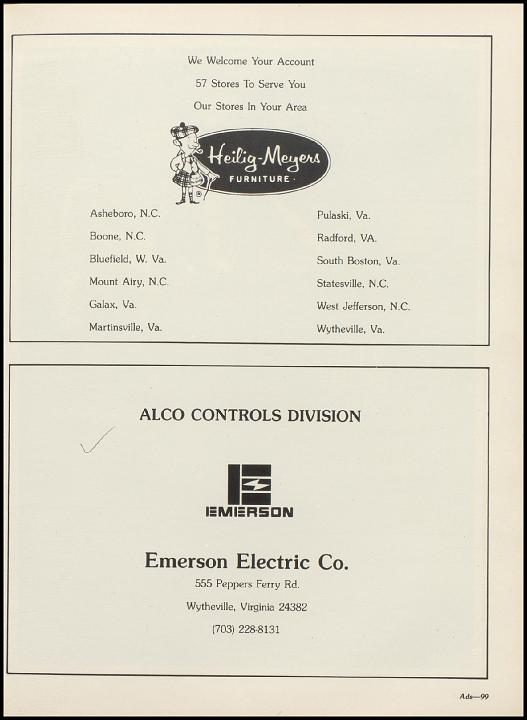 We Welcome Your Account
57 Stores To Serve You
Our Stores In Your Area
Heilig-Meyers
FURNITURE
Asheboro, N.C.
Boone, N.C.
Bluefield, W. Va.
Mount Airy, N.C.
Galax, Va.
Martinsville, Va.
Pulaski, Va.
Radford, VA.
South Boston, Va.
Statesville, N.C.
West Jefferson, N.C.
Wytheville, Va.
ALCO CONTROLS DIVISION
EMERSON
Emerson Electric Co.
555 Peppers Ferry Rd.
Wytheville, Virginia 24382
(703) 228-8131
Ads—99